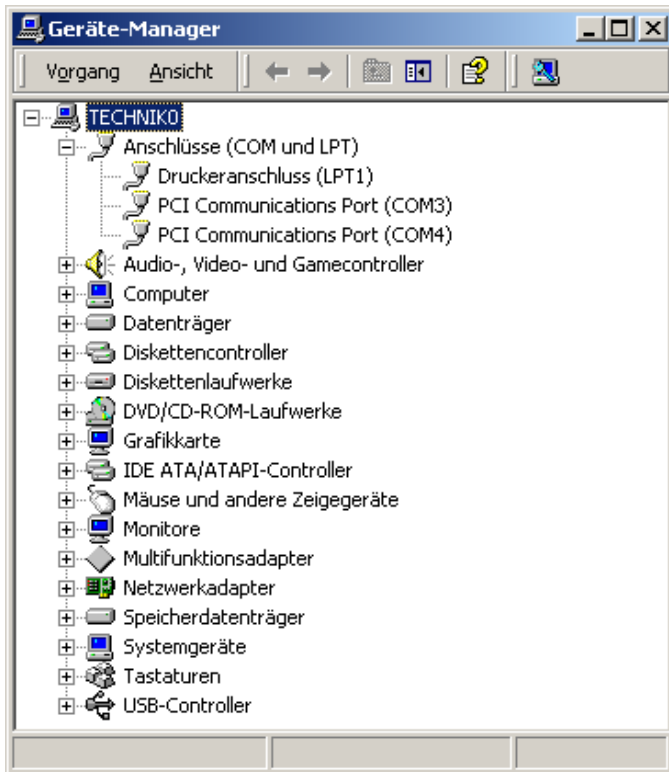 Geräte-Manager
Vorgang Ansicht
TECHNIK0
Anschlüsse (COM und LPT)
Druckeranschluss (LPT1)
PCI Communications Port (COM3)
PCI Communications Port (COM4)
Audio-, Video- und Gamecontroller
Computer
Datenträger
Diskettencontroller
Diskettenlaufwerke
DVD/CD-ROM-Laufwerke
Grafikkarte
IDE ATA/ATAPI-Controller
Mäuse und andere Zeigegeräte
Monitore
Multifunktionsadapter
Netzwerkadapter
Speicherdatenträger
Systemgeräte
Tastaturen
USB-Controller